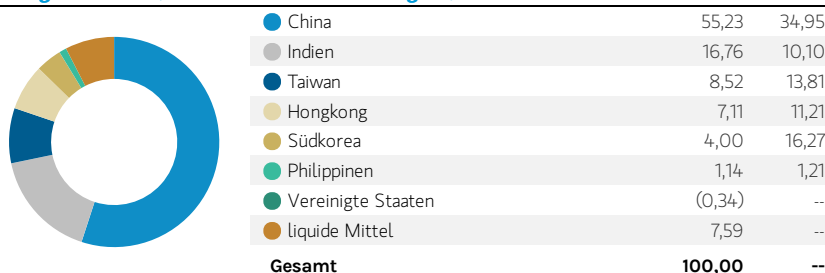 China 55,23 34,95
Indien 16,76 10,10
Taiwan 8,52 13,81
Hongkong 7,11 11,21
Südkorea 4,00 16,27
Philippinen 1,14 1,21
Vereinigte Staaten (0,34) --
liquide Mittel 7,59 --
Gesamt 100,00 --